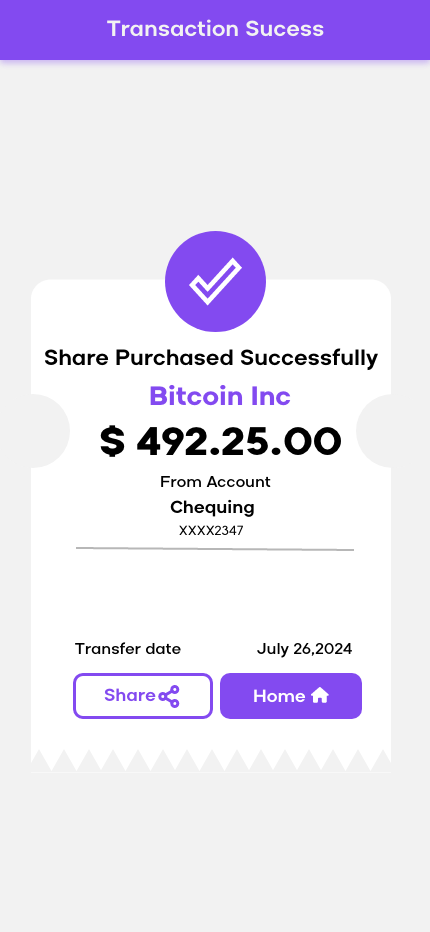 Transaction Sucess
Share Purchased Successfully
Bitcoin Inc
$ 492.25.00
From Account
Chequing
XXXX2347
Transfer date July 26,2024
Share Home